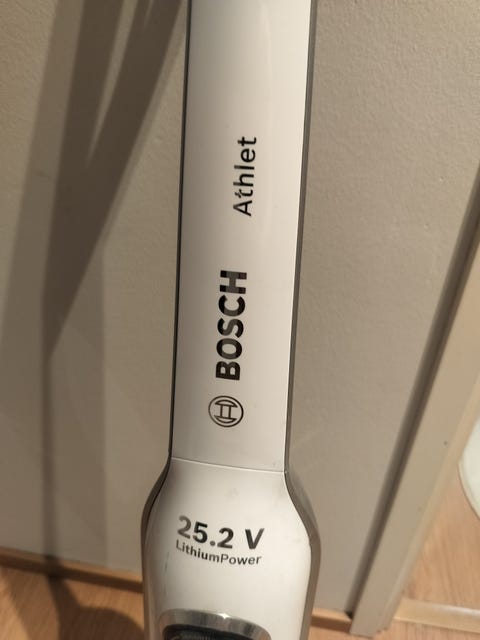 Athlet
BOSCH
25.2 V
LithiumPower